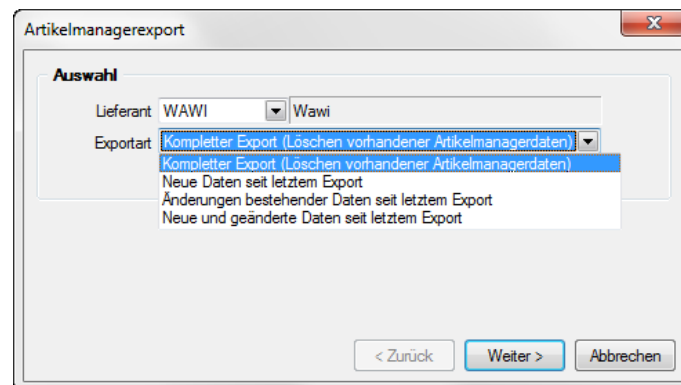 Artikelmanagerexport
Auswahl
Lieferant WAWI Wawi
Exportart Kompletter Export (Löschen vorhandener Artikelmanagerdaten)
Kompletter Export (Löschen vorhandener Artikelmanagerdaten)
Neue Daten seit letztem Export
Änderungen bestehender Daten seit letztem Export
Neue und geänderte Daten seit letztem Export
< Zurück Weiter > Abbrechen